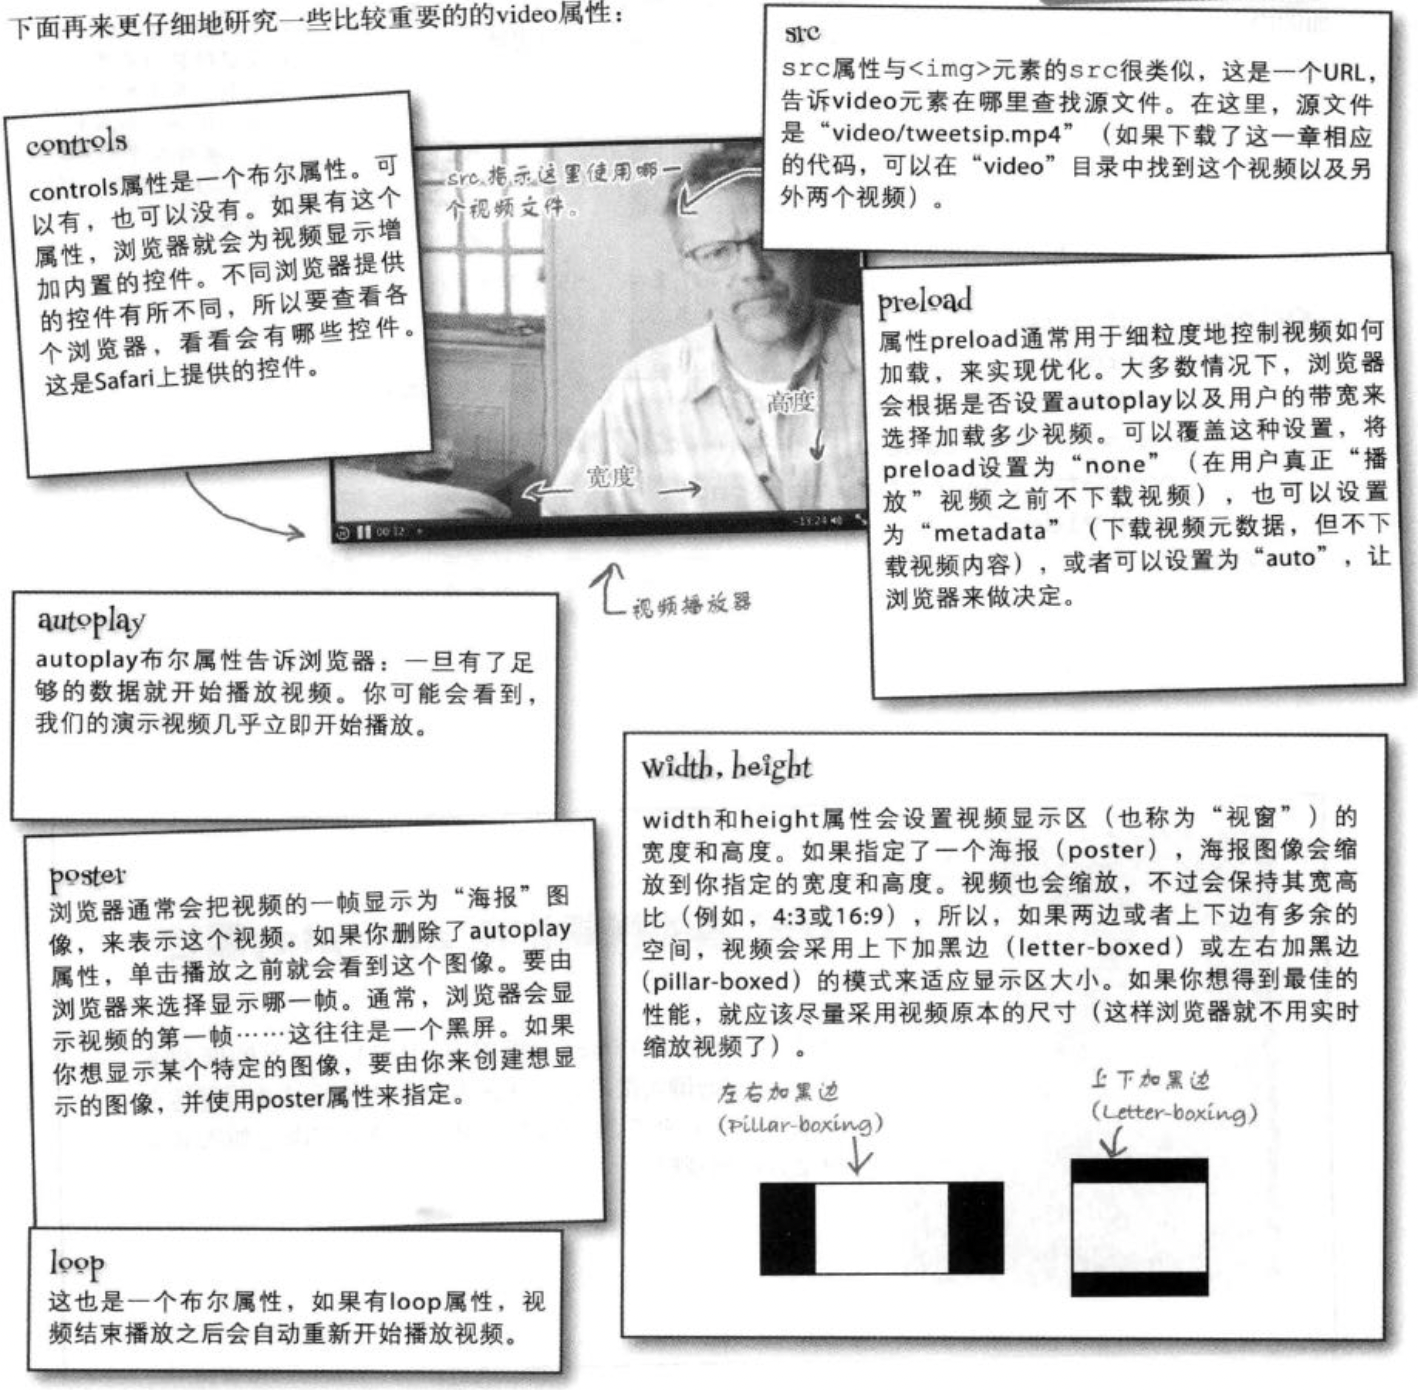 下面再来更仔细地研究一些比较重要的的video属性：
controls
controls属性是一个布尔属性。可
以有，也可以没有。如果有这个
属性，浏览器就会为视频显示增
加内置的控件。不同浏览器提供
的控件有所不同，所以要查看各
个浏览器，看看会有哪些控件。
这是Safari上提供的控件。
src 指示这里使用哪一
个视频文件。
高度
宽度
00:12
-13:24
视频播放器
src
src属性与<img>元素的src很类似，这是一个URL，
告诉video元素在哪里查找源文件。在这里，源文件
是“video/tweetsip.mp4”（如果下载了这一章相应
的代码，可以在“video”目录中找到这个视频以及另
外两个视频）。
preload
属性preload通常用于细粒度地控制视频如何
加载，来实现优化。大多数情况下，浏览器
会根据是否设置autoplay以及用户的带宽来
选择加载多少视频。可以覆盖这种设置，将
preload设置为“none”（在用户真正“播
放”视频之前不下载视频），也可以设置
为“metadata”（下载视频元数据，但不下
载视频内容），或者可以设置为“auto”，让
浏览器来做决定。
autoplay
autoplay布尔属性告诉浏览器：一旦有了足
够的数据就开始播放视频。你可能会看到，
我们的演示视频几乎立即开始播放。
poster
浏览器通常会把视频的一帧显示为“海报”图
像，来表示这个视频。如果你删除了autoplay
属性，单击播放之前就会看到这个图像。要由
浏览器来选择显示哪一帧。通常，浏览器会显
示视频的第一帧……这往往是一个黑屏。如果
你想显示某个特定的图像，要由你来创建想显
示的图像，并使用poster属性来指定。
loop
这也是一个布尔属性，如果有loop属性，视
频结束播放之后会自动重新开始播放视频。
width, height
width和height属性会设置视频显示区（也称为“视窗”）的
宽度和高度。如果指定了一个海报（poster），海报图像会缩
放到你指定的宽度和高度。视频也会缩放，不过会保持其宽高
比（例如，4:3或16:9），所以，如果两边或者上下边有多余的
空间，视频会采用上下加黑边（letter-boxed）或左右加黑边
（pillar-boxed）的模式来适应显示区大小。如果你想得到最佳的
性能，就应该尽量采用视频原本的尺寸（这样浏览器就不用实时
缩放视频了）。
左右加黑边
(Pillar-boxing)
上下加黑边
(Letter-boxing)